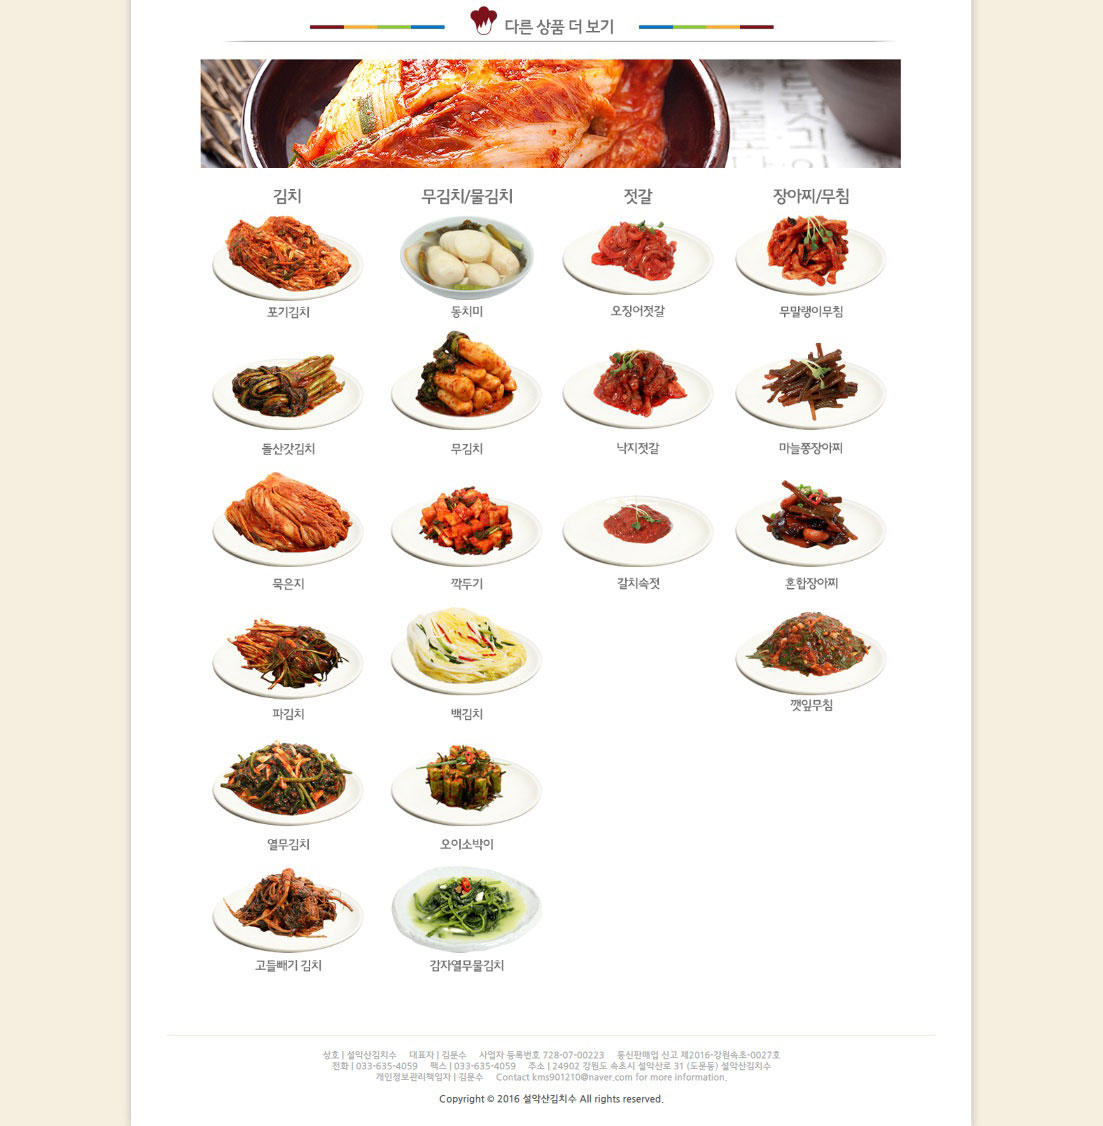 다른 상품 더 보기
김치 무김치/물김치 젓갈 장아찌/무침
포기김치 동치미 오징어젓갈 무말랭이무침
돌산갓김치 무김치 낙지젓갈 마늘쫑장아찌
묵은지 깍두기 갈치속젓 혼합장아찌
파김치 백김치 깻잎무침
열무김치 오이소박이
고들빼기 김치 감자열무물김치
상호 | 설악산김치수 대표자 | 김문수 사업자 등록번호 728-07-00223 통신판매업 신고 제2016-강원속초-0027호
전화 | 033-635-4059 팩스 | 033-635-4059 주소 | 24902 강원도 속초시 설악산로 31 (도문동) 설악산김치수
개인정보관리책임자 | 김문수 Contact kms901210@naver.com for more information.
Copyright © 2016 설악산김치수 All rights reserved.